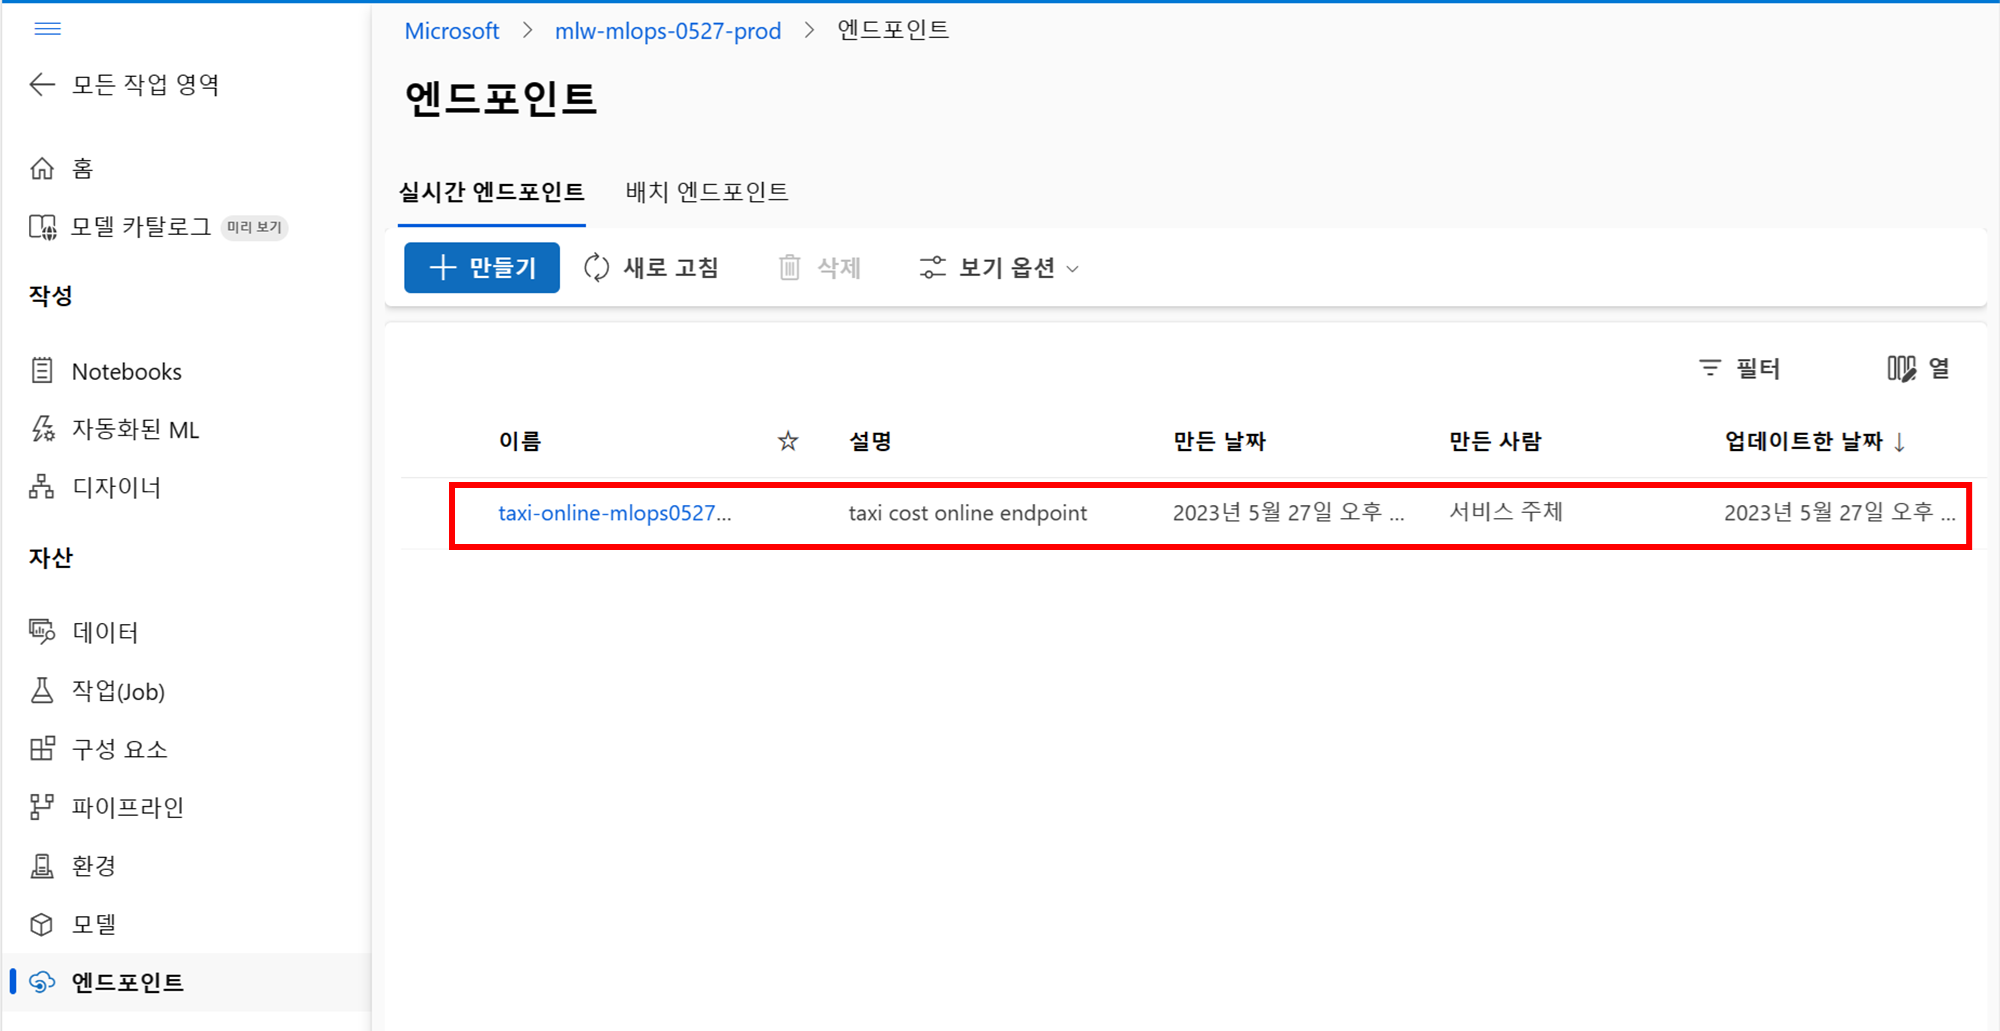 모든 작업 영역
홈
모델 카탈로그 미리 보기
작성
Notebooks
자동화된 ML
디자이너
자산
데이터
작업(Job)
구성 요소
파이프라인
환경
모델
엔드포인트
Microsoft > mlw-mlops-0527-prod > 엔드포인트
엔드포인트
실시간 엔드포인트 배치 엔드포인트
만들기 새로 고침 삭제 보기 옵션
필터 열
이름 설명 만든 날짜 만든 사람 업데이트한 날짜 ↓
taxi-online-mlops0527... taxi cost online endpoint 2023년 5월 27일 오후 ... 서비스 주체 2023년 5월 27일 오후 ...